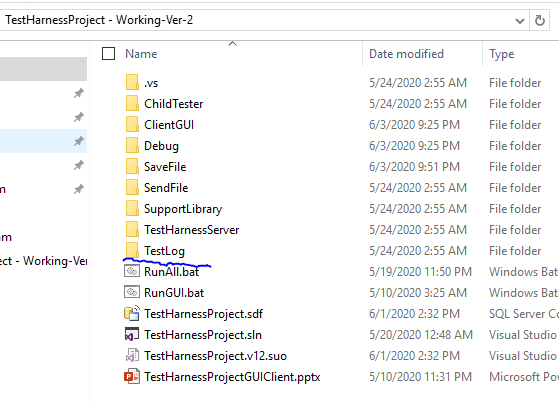 TestHarnessProject - Working-Ver-2
Name Date modified Type
.vs 5/24/2020 2:55 AM File folder
ChildTester 5/24/2020 2:55 AM File folder
ClientGUI 6/3/2020 9:25 PM File folder
Debug 6/3/2020 9:25 PM File folder
SaveFile 6/3/2020 9:51 PM File folder
SendFile 5/24/2020 2:55 AM File folder
SupportLibrary 5/24/2020 2:55 AM File folder
TestHarnessServer 5/24/2020 2:55 AM File folder
m
TestLog 5/24/2020 2:55 AM File folder
am
ct - Working-Ver
RunAll.bat 5/19/2020 11:50 PM Windows Bat
RunGUI.bat 5/10/2020 3:25 AM Windows Bat
TestHarnessProject.sdf 6/1/2020 2:32 PM SQL Server Co
TestHarnessProject.sln 5/20/2020 12:48 AM Visual Studio
TestHarnessProject.v12.suo 6/1/2020 2:32 PM Visual Studio
TestHarnessProjectGUIClient.pptx 5/10/2020 11:31 PM Microsoft Po